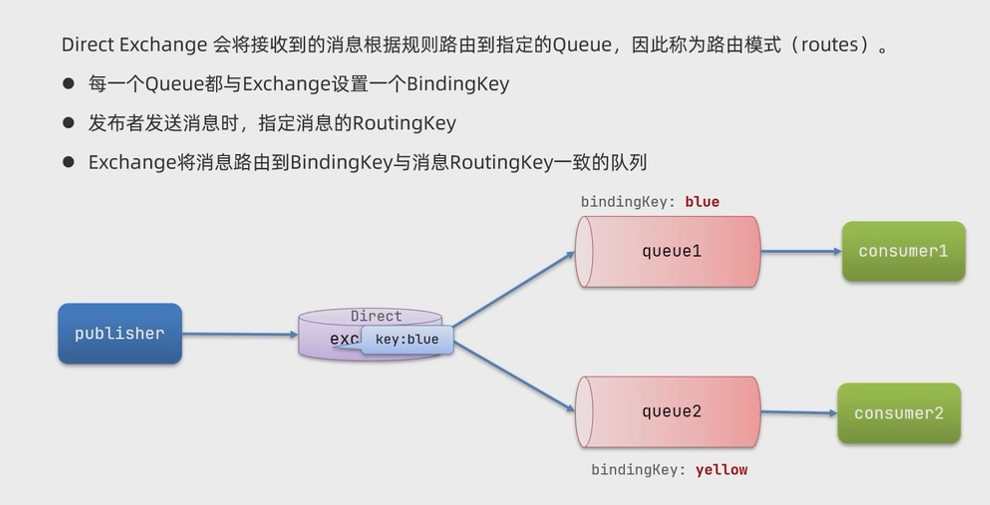 Direct Exchange 会将接收到的消息根据规则路由到指定的Queue，因此称为路由模式（routes）。
● 每一个Queue都与Exchange设置一个BindingKey
● 发布者发送消息时，指定消息的RoutingKey
● Exchange将消息路由到BindingKey与消息RoutingKey一致的队列
bindingKey: blue
queue1
consumer1
publisher
Direct
key:blue
queue2
consumer2
bindingKey: yellow